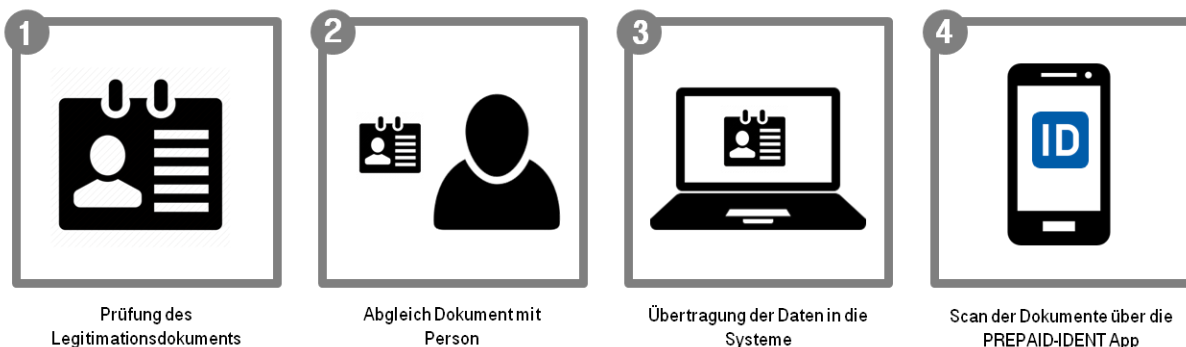 1
2
3
4
ID
Prüfung des
Legitimationsdokuments
Abgleich Dokument mit
Person
Übertragung der Daten in die
Systeme
Scan der Dokumente über die
PREPAID-IDENT App